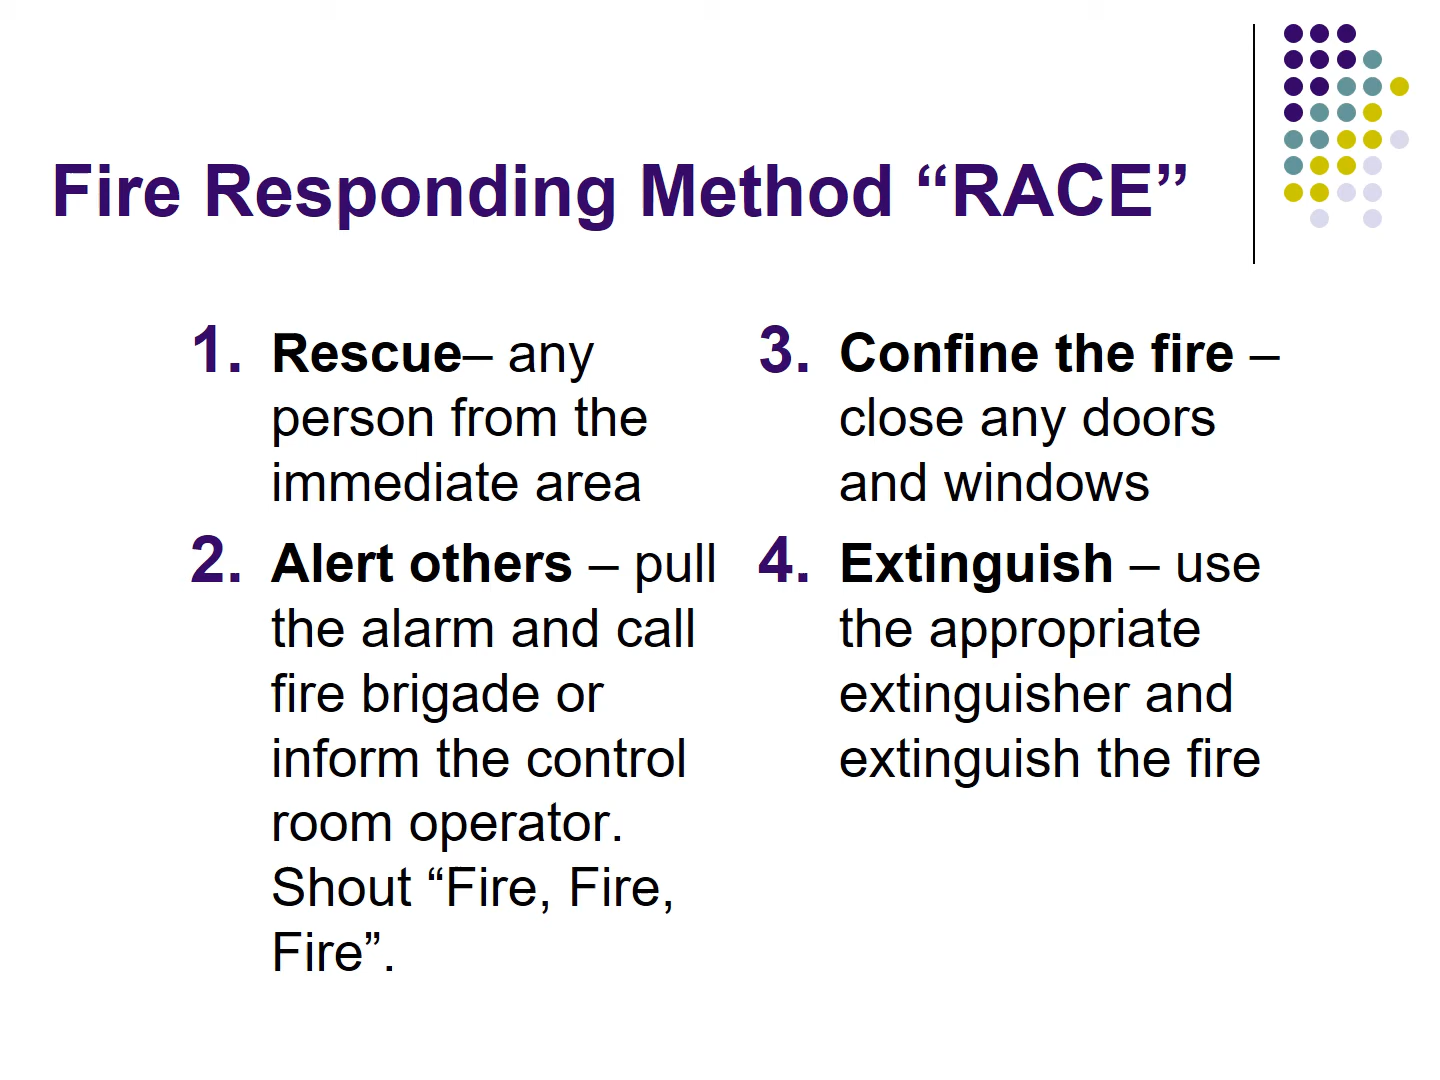 Fire Responding Method “RACE”
1. Rescue– any
person from the
immediate area
2. Alert others – pull
the alarm and call
fire brigade or
inform the control
room operator.
Shout “Fire, Fire,
Fire”.
3. Confine the fire –
close any doors
and windows
4. Extinguish – use
the appropriate
extinguisher and
extinguish the fire